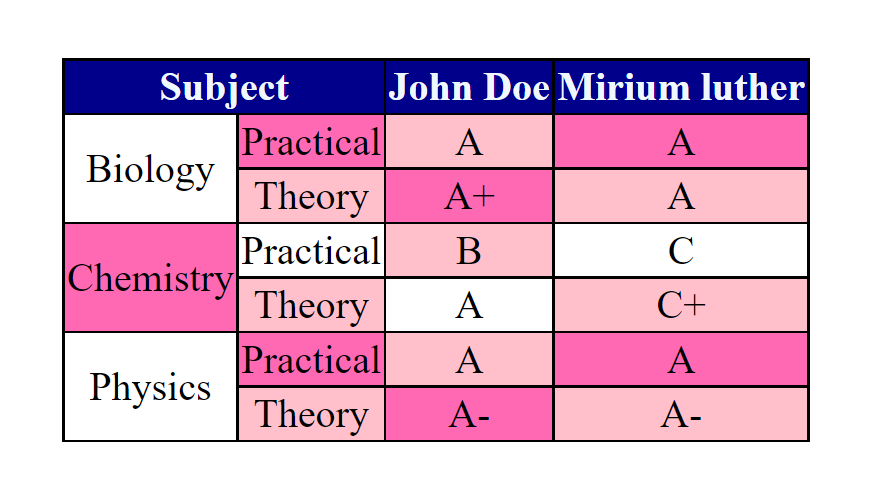 Subject John Doe Mirium luther
Biology Practical A A
Theory A+ A
Chemistry Practical B C
Theory A C+
Physics Practical A A
Theory A- A-